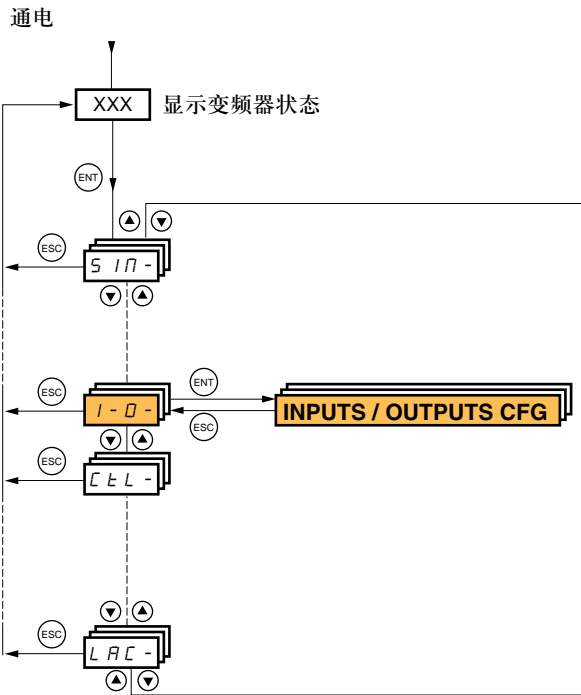 通电
XXX 显示变频器状态
ENT
ESC
SIM-
ESC
ENT
I-O-
INPUTS / OUTPUTS CFG
ESC
ESC
CtL-
ESC
LAC-